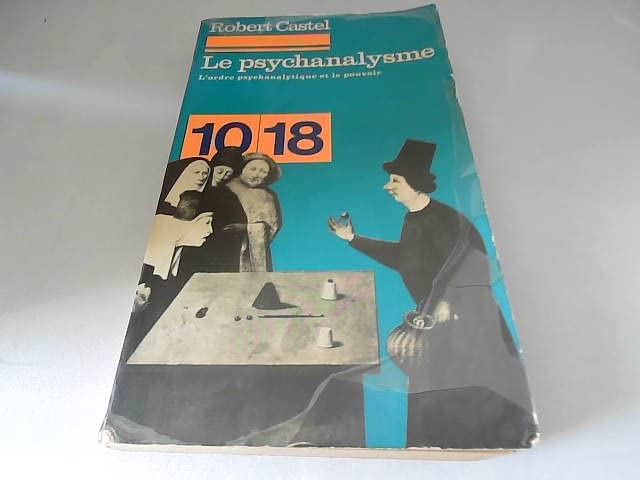 Robert Castel
Le psychanalysme
L'ordre psychanalytique et le pouvoir
10 18